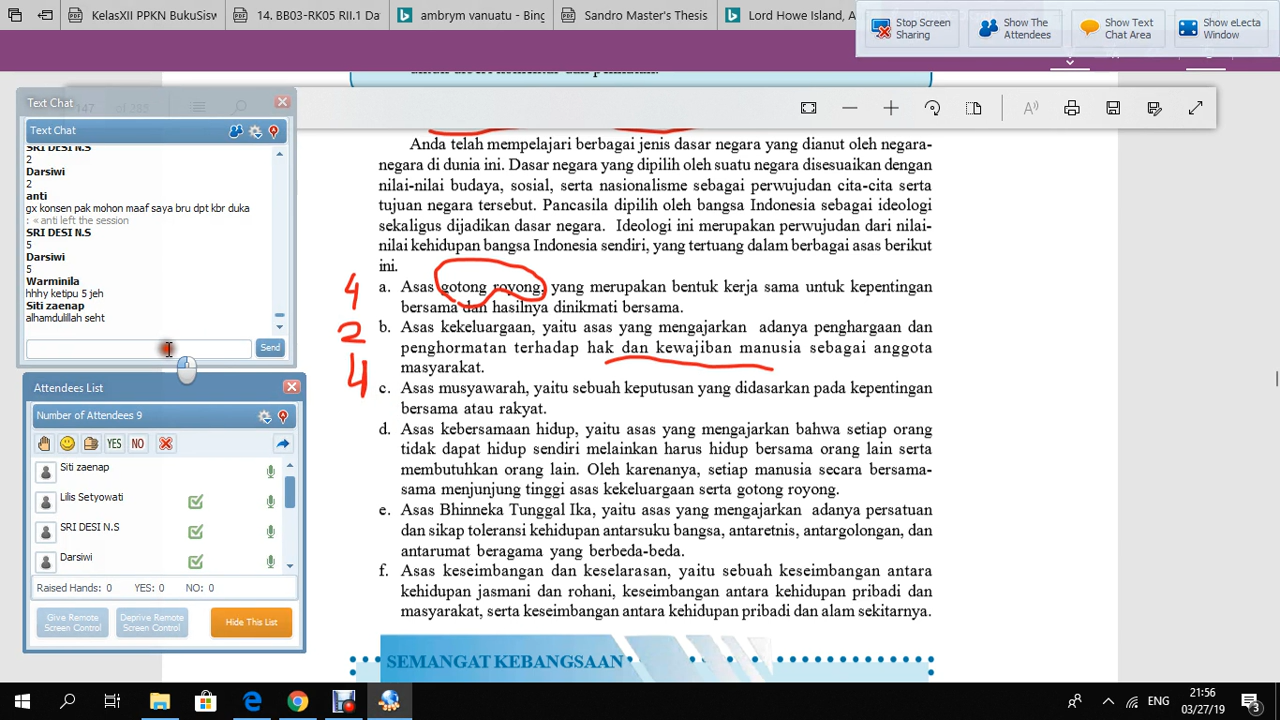 KelasXII PPKN BukuSisw
14. BB03-RK05 RII.1 Da
ambrym vanuatu - Bing
Sandro Master's Thesis
Lord Howe Island, A
Stop Screen
Sharing
Show The
Attendees
Show Text
Chat Area
Show eLecta
Window
Text Chat
Text Chat
SRI DESI N.S
2
Darsiwi
2
anti
gx konsen pak mohon maaf saya bru dpt kbr duka
: « anti left the session
SRI DESI N.S
5
Darsiwi
5
Warminila
hhhy ketipu 5 jeh
Siti zaenap
alhamdulillah seht
Send
Attendees List
Number of Attendees 9
YES
NO
Siti zaenap
Lilis Setyowati
SRI DESI N.S
Darsiwi
Raised Hands: 0 YES: 0 NO: 0
Give Remote
Screen Control
Deprive Remote
Screen Control
Hide This List
Anda telah mempelajari berbagai jenis dasar negara yang dianut oleh negara-
negara di dunia ini. Dasar negara yang dipilih oleh suatu negara disesuaikan dengan
nilai-nilai budaya, sosial, serta nasionalisme sebagai perwujudan cita-cita serta
tujuan negara tersebut. Pancasila dipilih oleh bangsa Indonesia sebagai ideologi
sekaligus dijadikan dasar negara. Ideologi ini merupakan perwujudan dari nilai-
nilai kehidupan bangsa Indonesia sendiri, yang tertuang dalam berbagai asas berikut
ini.
4
a. Asas gotong royong, yang merupakan bentuk kerja sama untuk kepentingan
bersama dan hasilnya dinikmati bersama.
2
b. Asas kekeluargaan, yaitu asas yang mengajarkan adanya penghargaan dan
penghormatan terhadap hak dan kewajiban manusia sebagai anggota
masyarakat.
4
c. Asas musyawarah, yaitu sebuah keputusan yang didasarkan pada kepentingan
bersama atau rakyat.
d. Asas kebersamaan hidup, yaitu asas yang mengajarkan bahwa setiap orang
tidak dapat hidup sendiri melainkan harus hidup bersama orang lain serta
membutuhkan orang lain. Oleh karenanya, setiap manusia secara bersama-
sama menjunjung tinggi asas kekeluargaan serta gotong royong.
e. Asas Bhinneka Tunggal Ika, yaitu asas yang mengajarkan adanya persatuan
dan sikap toleransi kehidupan antarsuku bangsa, antaretnis, antargolongan, dan
antarumat beragama yang berbeda-beda.
f. Asas keseimbangan dan keselarasan, yaitu sebuah keseimbangan antara
kehidupan jasmani dan rohani, keseimbangan antara kehidupan pribadi dan
masyarakat, serta keseimbangan antara kehidupan pribadi dan alam sekitarnya.
SEMANGAT KEBANGSAAN
ENG
21:56
03/27/19
3